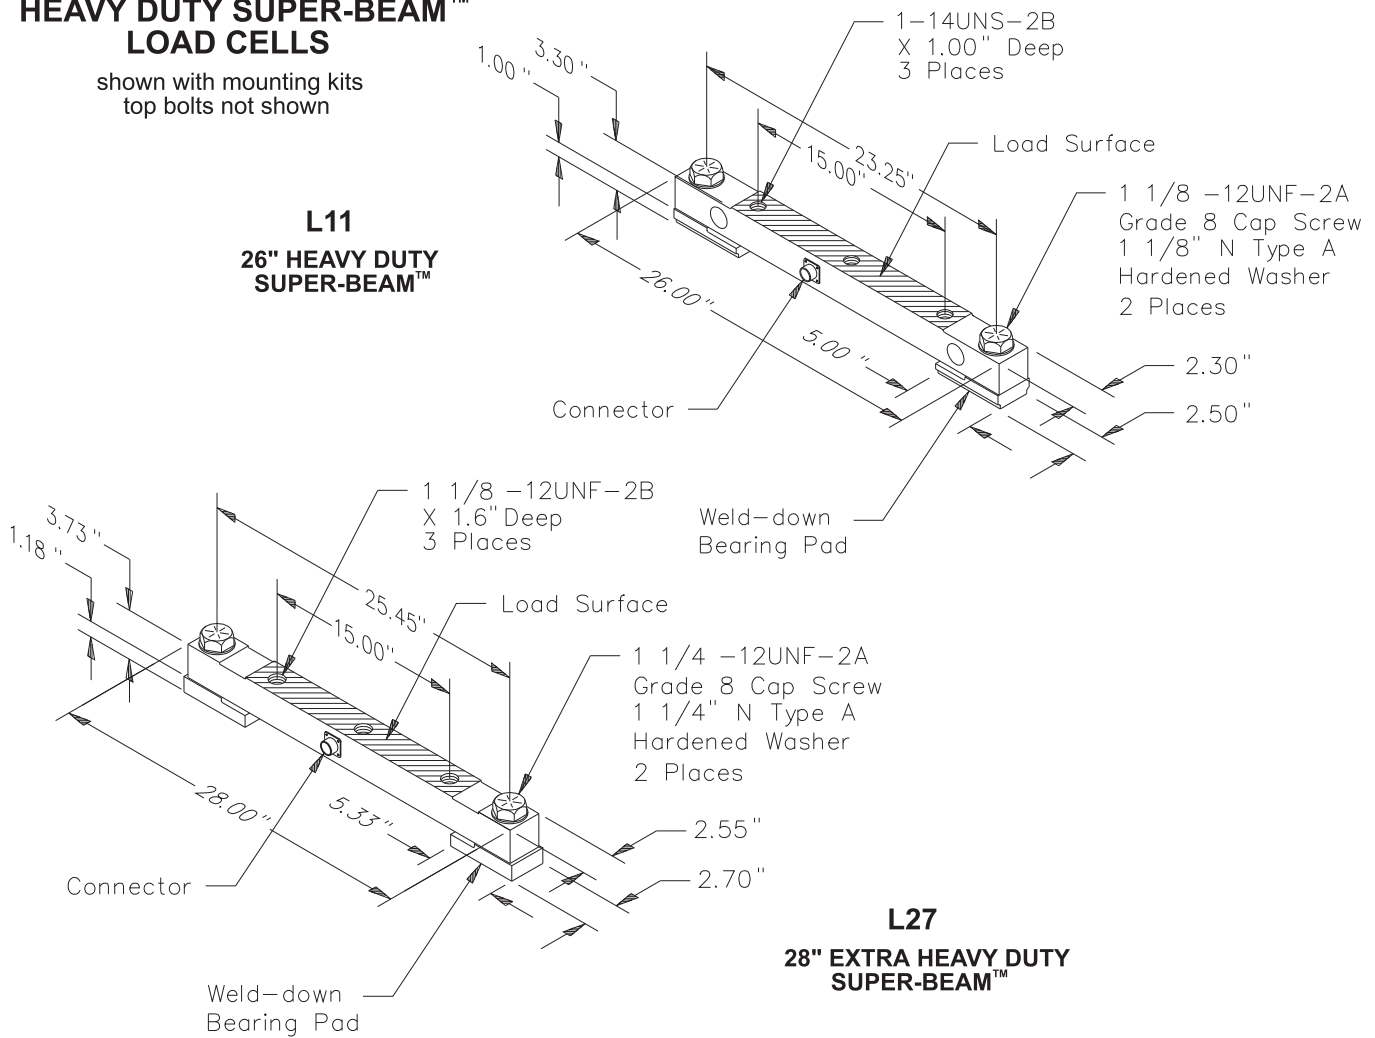 HEAVY DUTY SUPER-BEAM™
LOAD CELLS
shown with mounting kits
top bolts not shown
L11
26" HEAVY DUTY
SUPER-BEAM™
1.00"
3.30"
1-14UNS-2B
X 1.00" Deep
3 Places
23.25"
15.00"
Load Surface
1 1/8 -12UNF-2A
Grade 8 Cap Screw
1 1/8" N Type A
Hardened Washer
2 Places
26.00"
5.00"
2.30"
2.50"
Connector
Weld-down
Bearing Pad
1.18"
3.73"
1 1/8 -12UNF-2B
X 1.6" Deep
3 Places
25.45"
15.00"
Load Surface
1 1/4 -12UNF-2A
Grade 8 Cap Screw
1 1/4" N Type A
Hardened Washer
2 Places
28.00"
5.33"
2.55"
2.70"
Connector
Weld-down
Bearing Pad
L27
28" EXTRA HEAVY DUTY
SUPER-BEAM™